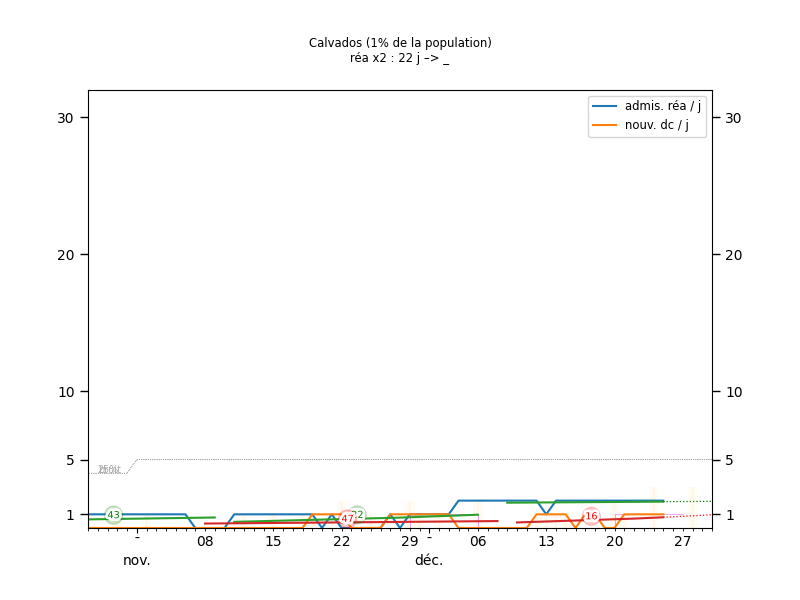 Calvados (1% de la population)
réa x2 : 22 j –> _
admis. réa / j
nouv. dc / j
30 30
20 20
10 10
5 5
1 1
43
47
16
- 08 15 22 29 - 06 13 20 27
nov. déc.